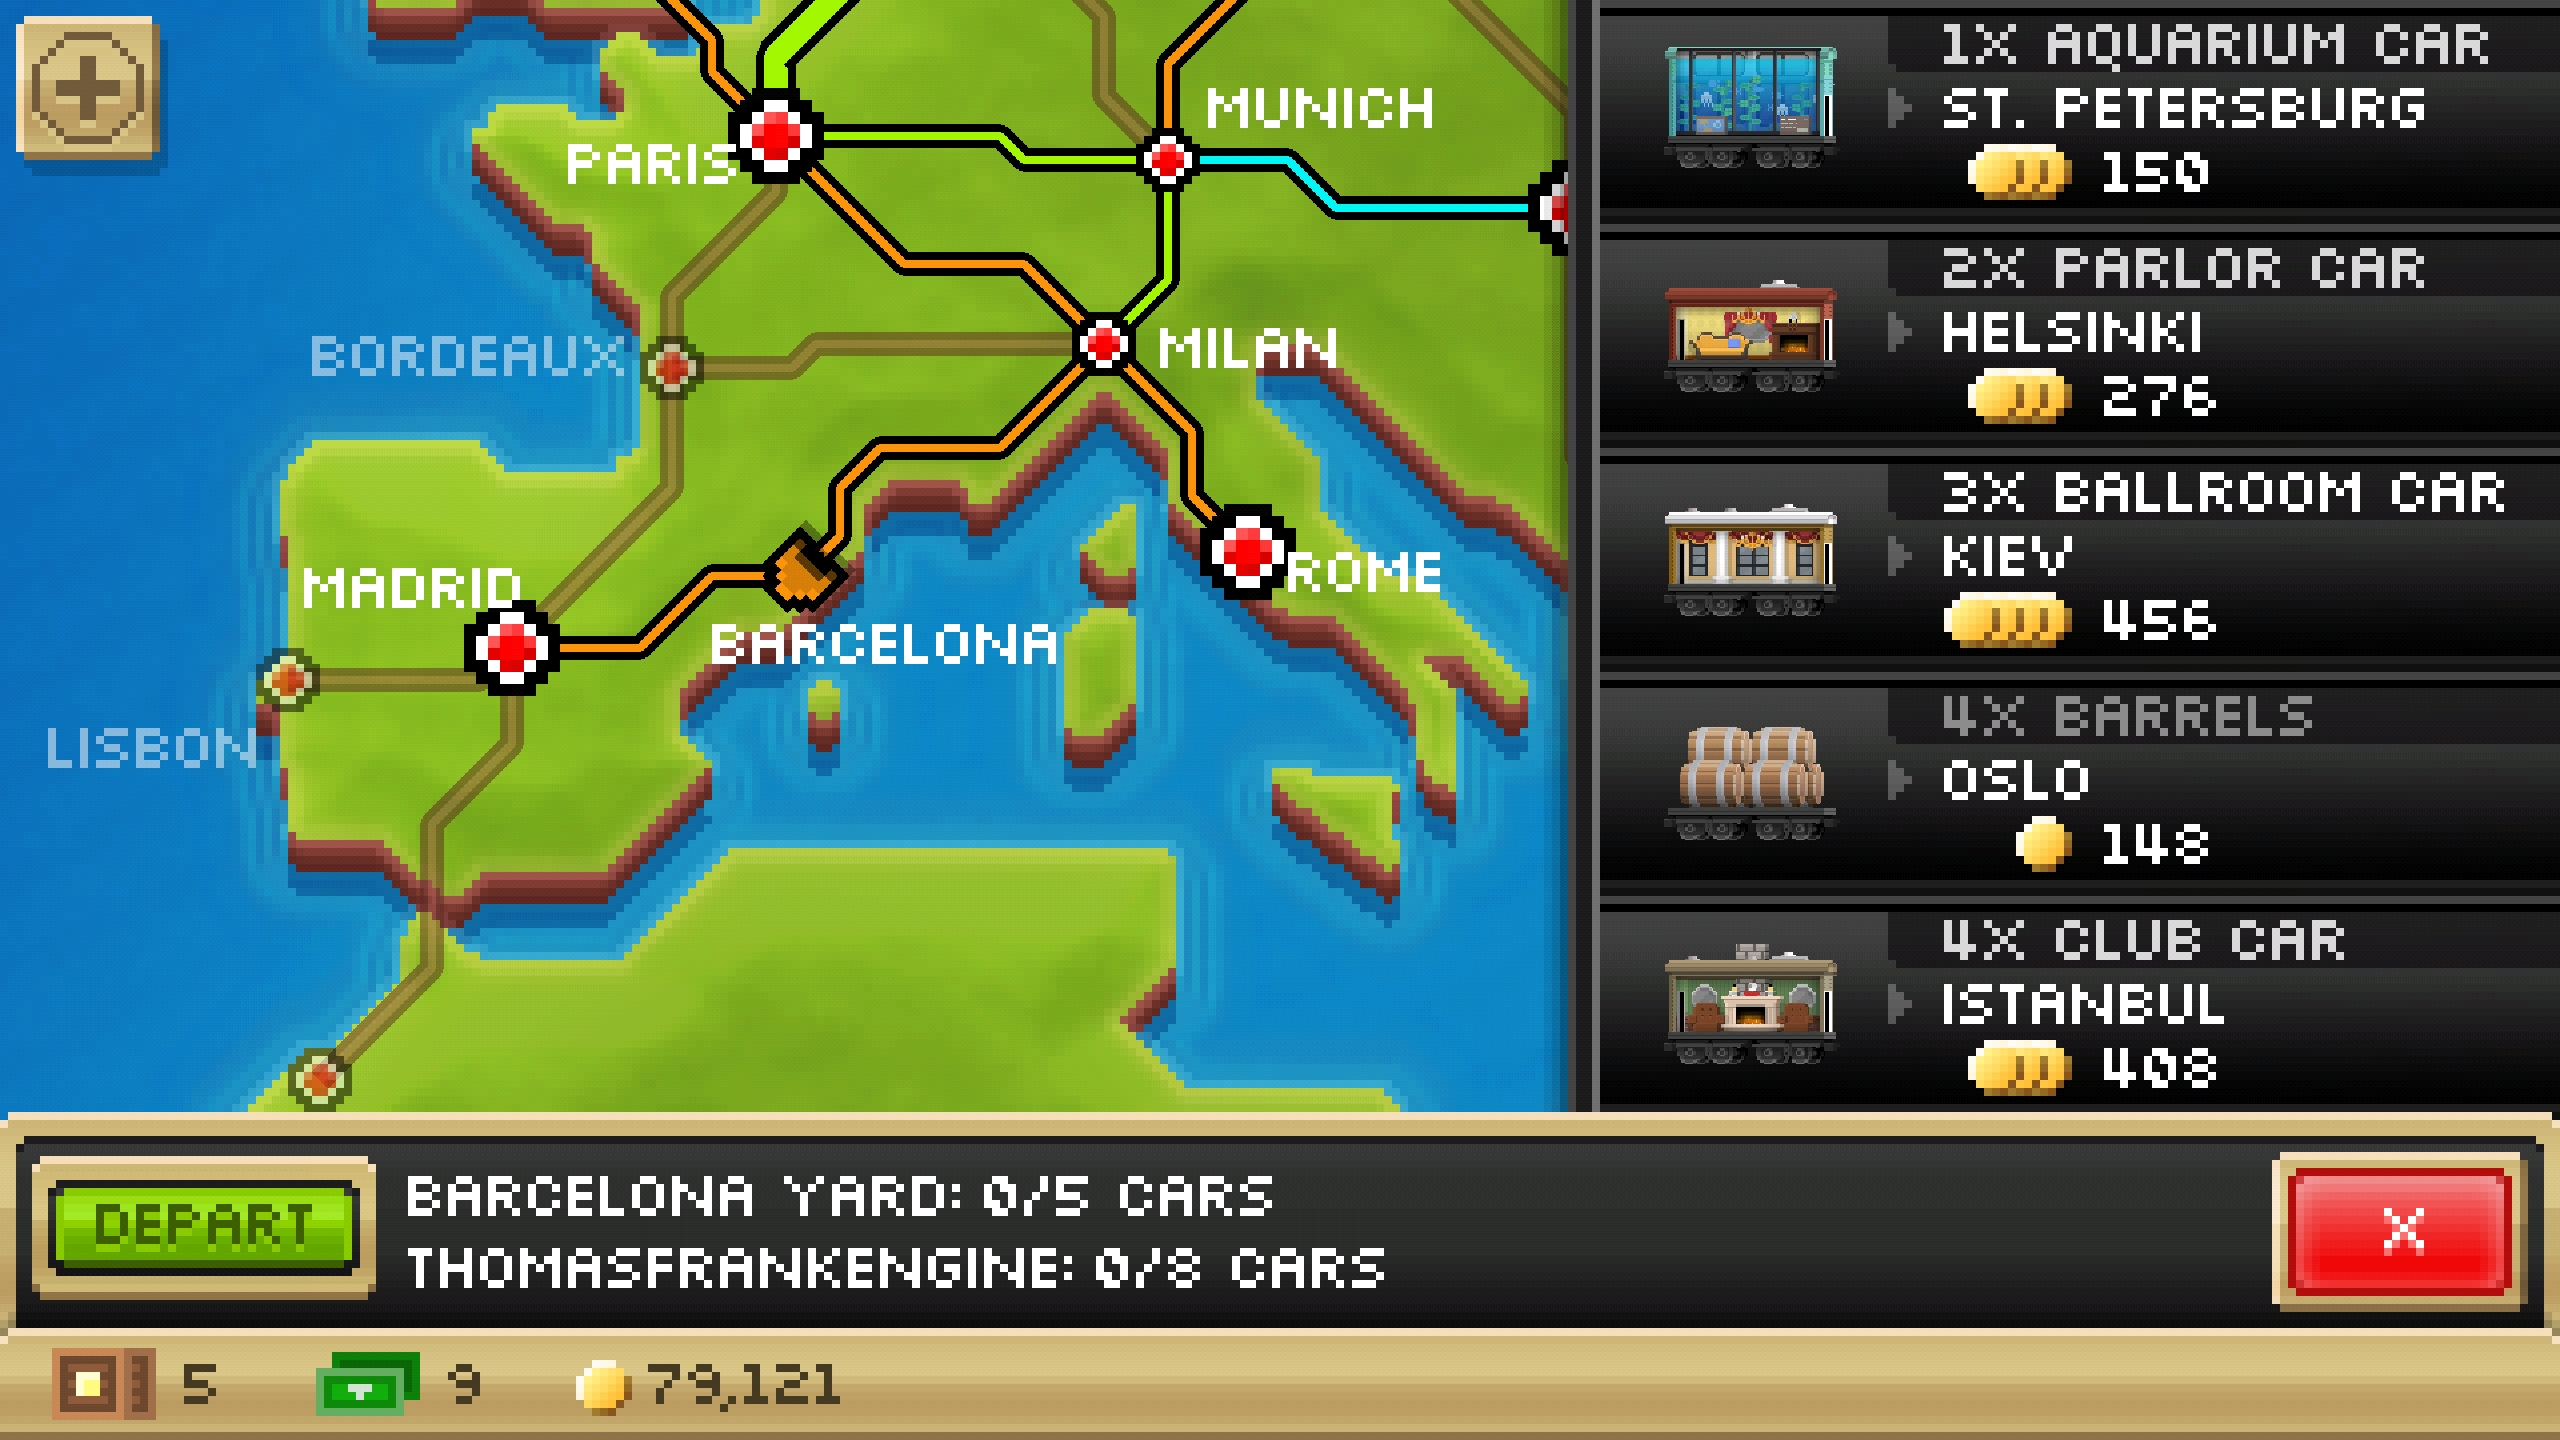 MUNICH
PARIS
BORDEAUX
MILAN
MADRID
ROME
BARCELONA
LISBON
1X AQUARIUM CAR
ST. PETERSBURG
150
2X PARLOR CAR
HELSINKI
276
3X BALLROOM CAR
KIEV
456
4X BARRELS
OSLO
148
4X CLUB CAR
ISTANBUL
408
DEPART
BARCELONA YARD: 0/5 CARS
THOMASFRANKENGINE: 0/8 CARS
X
5
9
79,121